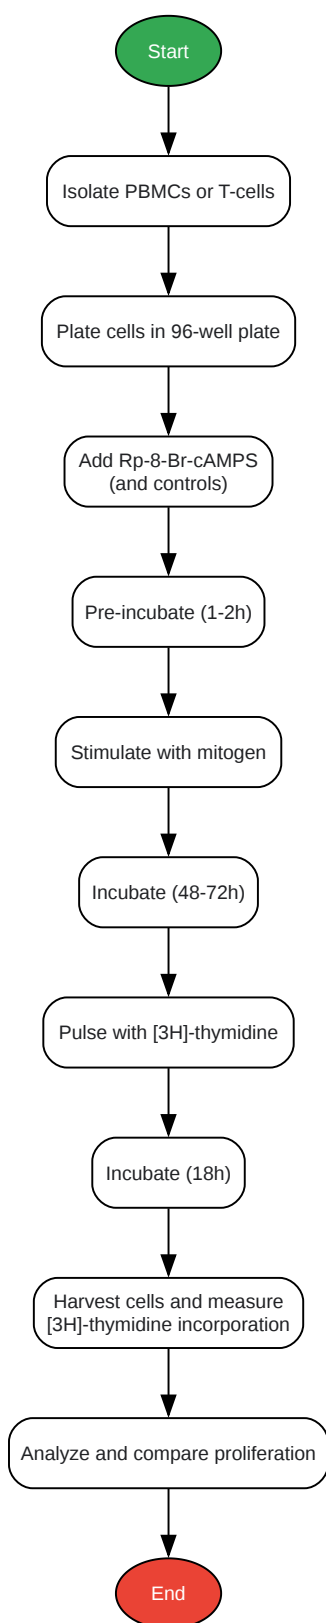 Start
Isolate PBMCs or T-cells
Plate cells in 96-well plate
Add Rp-8-Br-cAMPS
(and controls)
Pre-incubate (1-2h)
Stimulate with mitogen
Incubate (48-72h)
Pulse with [3H]-thymidine
Incubate (18h)
Harvest cells and measure
[3H]-thymidine incorporation
Analyze and compare proliferation
End